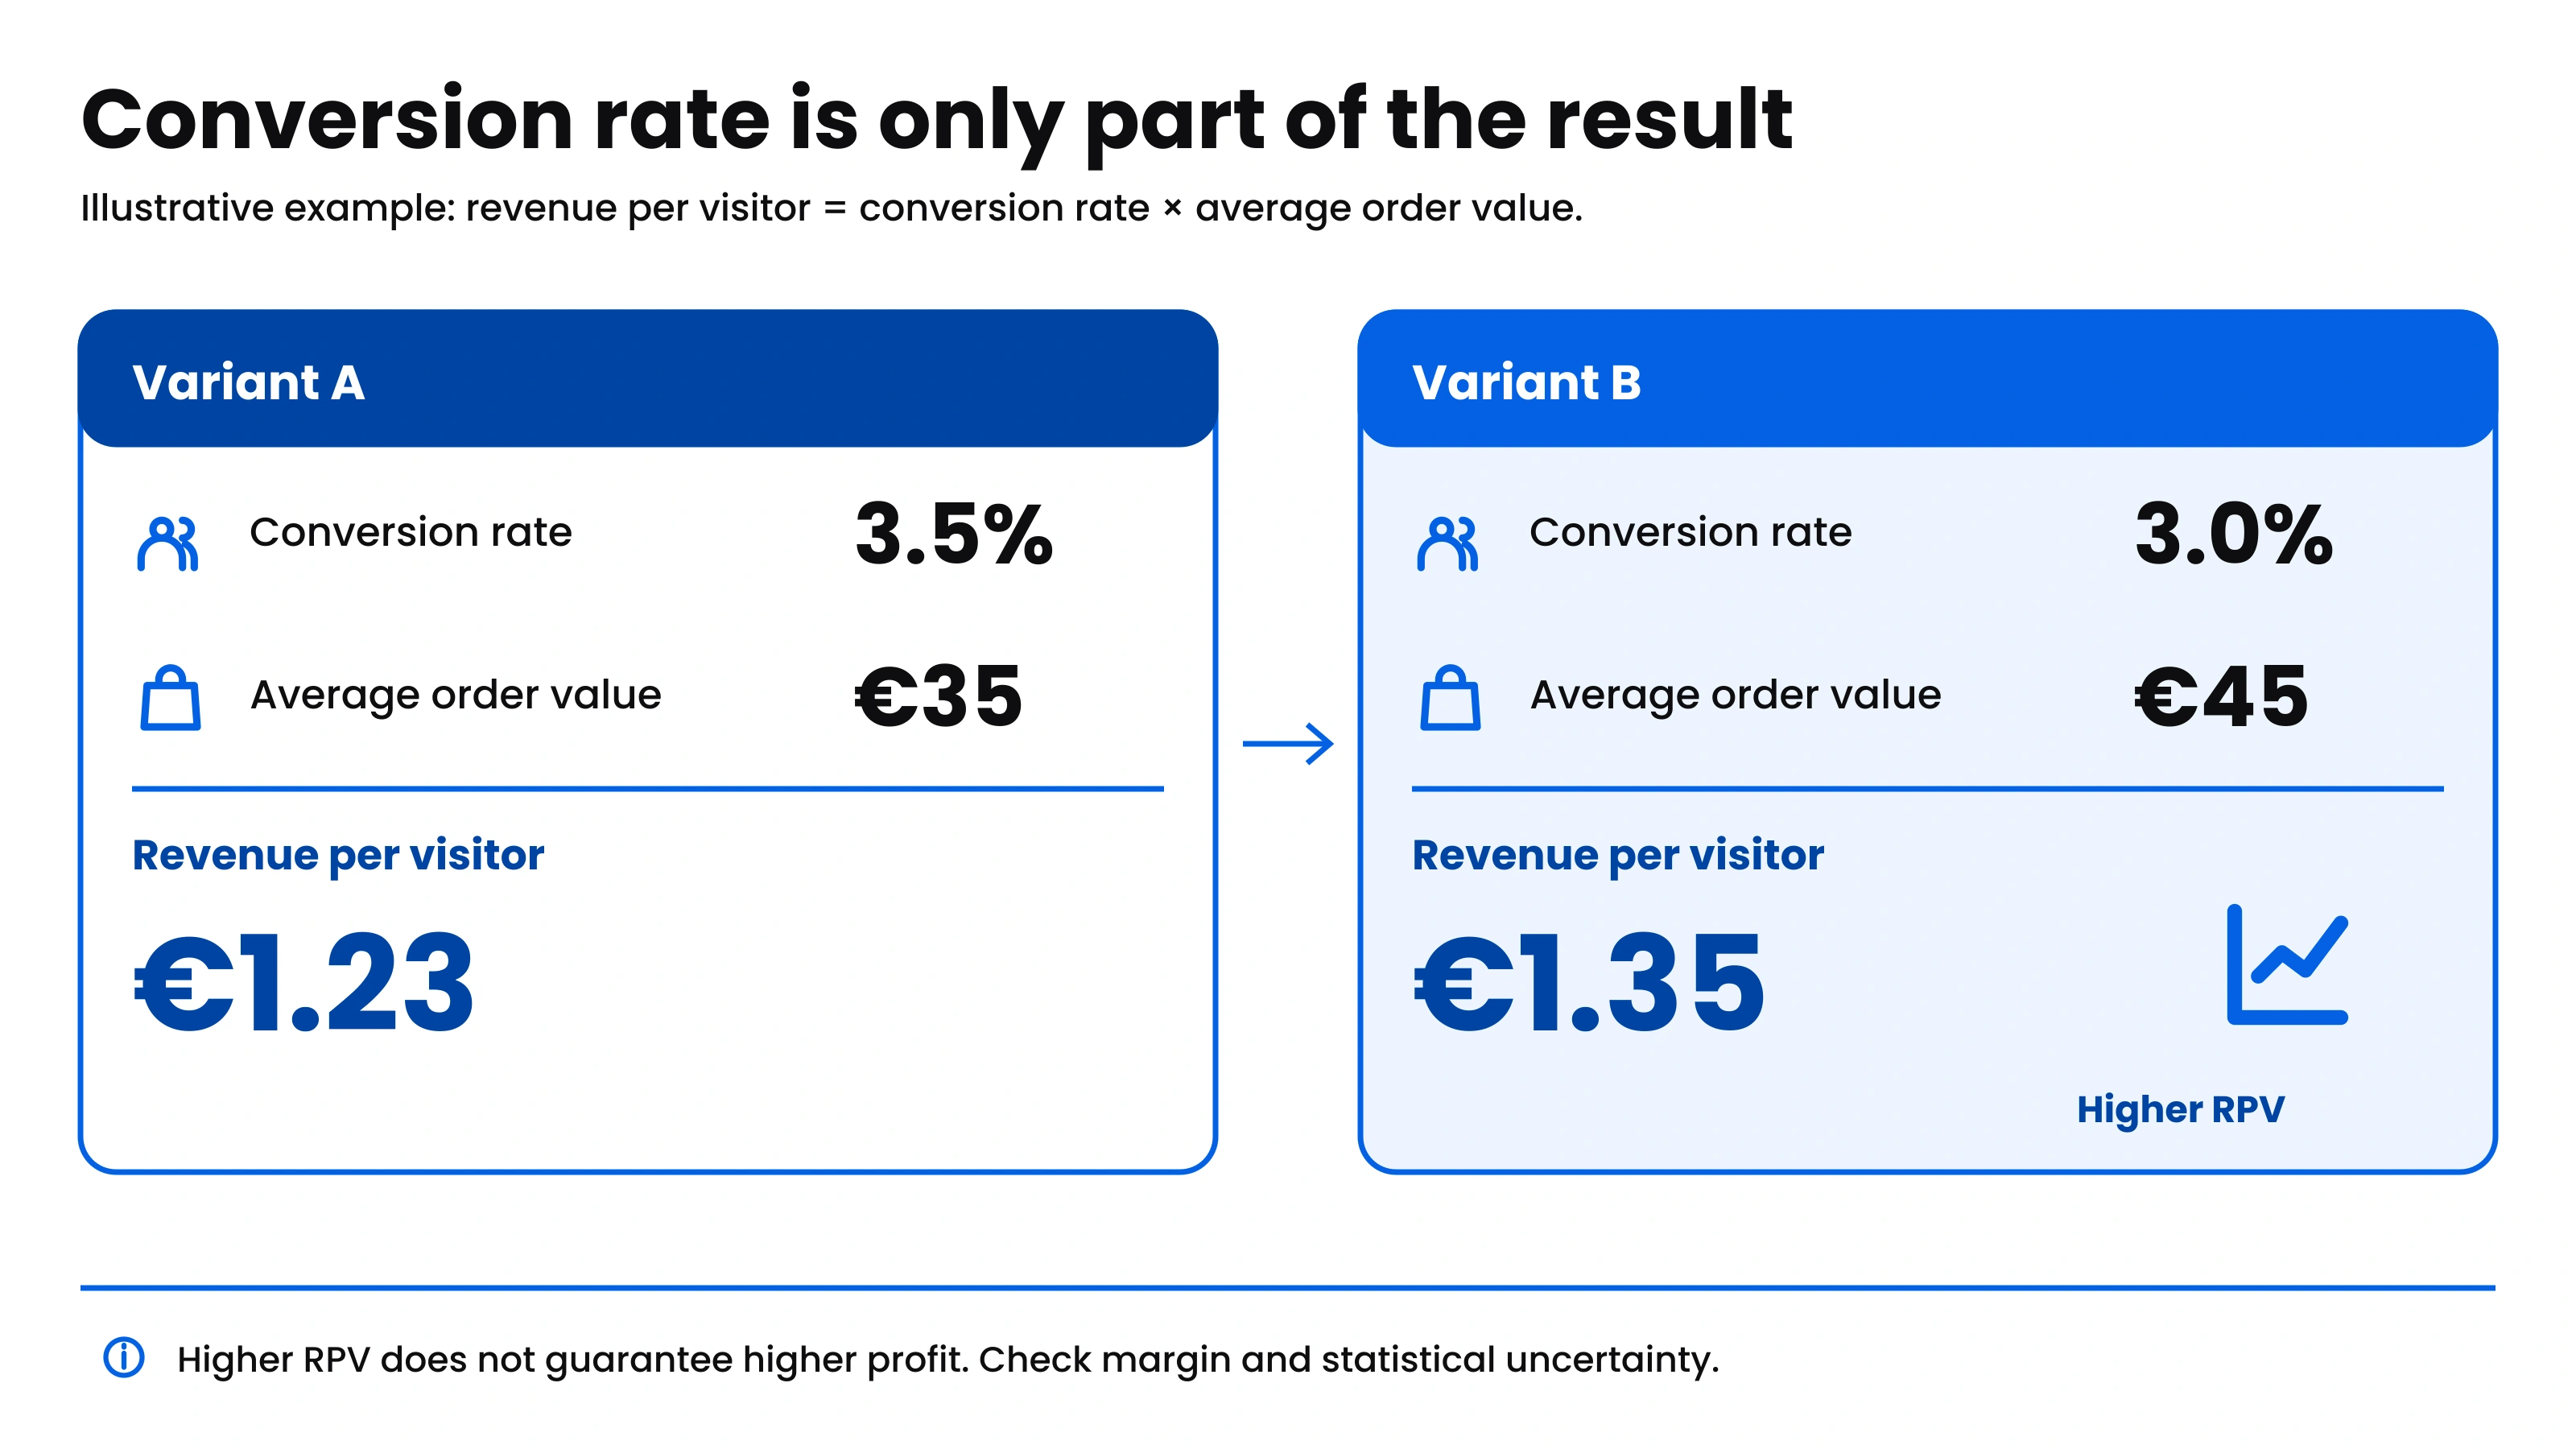 Conversion rate is only part of the result
Illustrative example: revenue per visitor = conversion rate × average order value.
Variant A
Conversion rate 3.5%
Average order value €35
Revenue per visitor
€1.23
Variant B
Conversion rate 3.0%
Average order value €45
Revenue per visitor
€1.35
Higher RPV
Higher RPV does not guarantee higher profit. Check margin and statistical uncertainty.